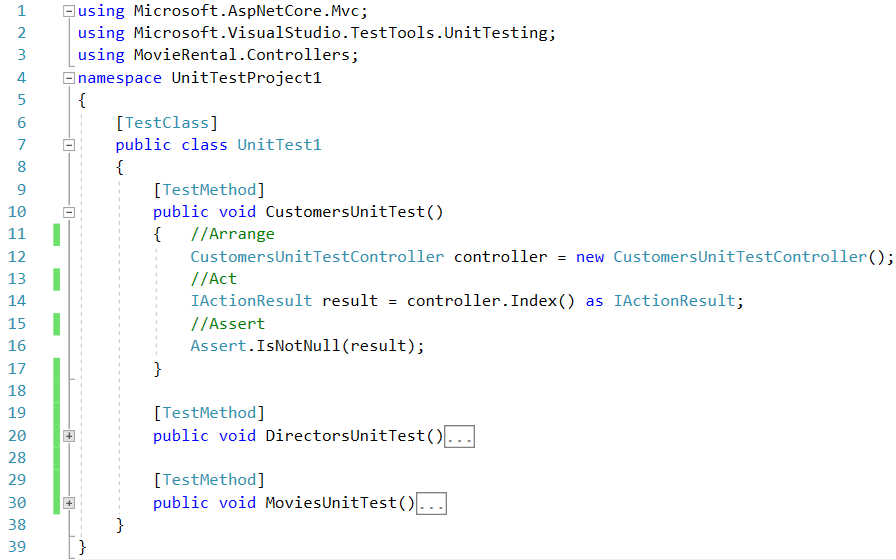 1 using Microsoft.AspNetCore.Mvc;
2 using Microsoft.VisualStudio.TestTools.UnitTesting;
3 using MovieRental.Controllers;
4 namespace UnitTestProject1
5 {
6 [TestClass]
7 public class UnitTest1
8 {
9 [TestMethod]
10 public void CustomersUnitTest()
11 { //Arrange
12 CustomersUnitTestController controller = new CustomersUnitTestController();
13 //Act
14 IActionResult result = controller.Index() as IActionResult;
15 //Assert
16 Assert.IsNotNull(result);
17 }
18
19 [TestMethod]
20 public void DirectorsUnitTest()...
28
29 [TestMethod]
30 public void MoviesUnitTest()...
38 }
39 }